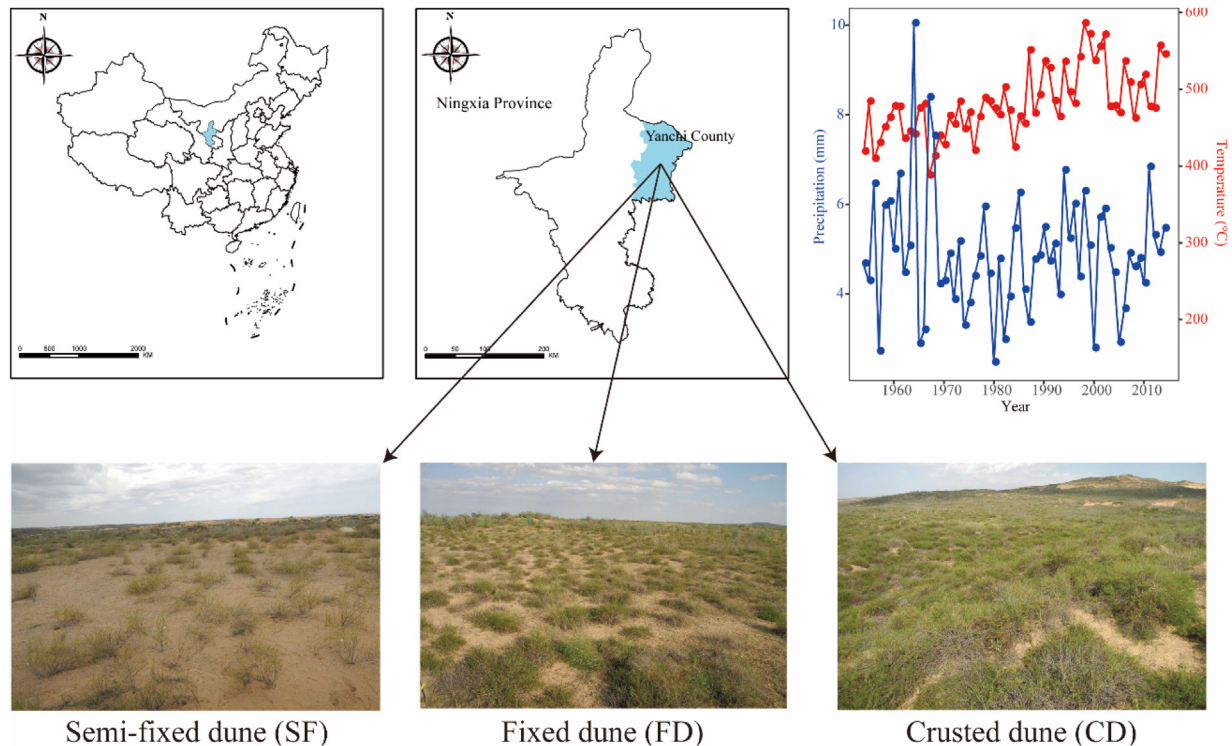 N
0 500 1000 2000
KM
N
Ningxia Province
Yanchi County
0 50 100 200
KM
10
8
6
4
Precipitation (mm)
600
500
400
300
200
Temperature (°C)
1960 1970 1980 1990 2000 2010
Year
Semi-fixed dune (SF)
Fixed dune (FD)
Crusted dune (CD)